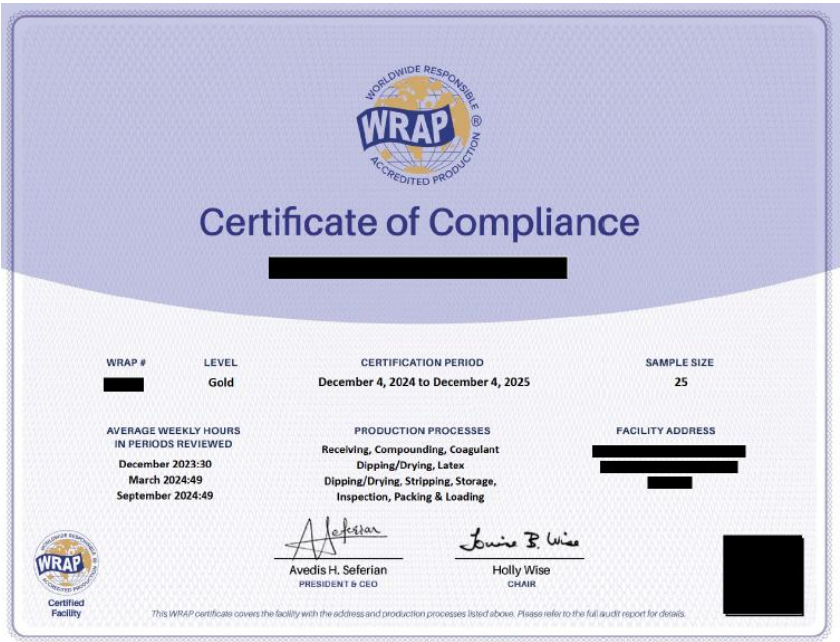 WORLDWIDE RESPONSIBLE
WRAP
®
ACCREDITED PRODUCTION
Certificate of Compliance
WRAP #
LEVEL
CERTIFICATION PERIOD
SAMPLE SIZE
Gold
December 4, 2024 to December 4, 2025
25
AVERAGE WEEKLY HOURS
IN PERIODS REVIEWED
PRODUCTION PROCESSES
FACILITY ADDRESS
December 2023:30
March 2024:49
September 2024:49
Receiving, Compounding, Coagulant
Dipping/Drying, Latex
Dipping/Drying, Stripping, Storage,
Inspection, Packing & Loading
Avedis H. Seferian
PRESIDENT & CEO
Holly Wise
CHAIR
WORLDWIDE RESPONSIBLE
WRAP
®
ACCREDITED PRODUCTION
Certified
Facility
This WRAP certificate covers the facility with the address and production processes listed above. Please refer to the full audit report for details.